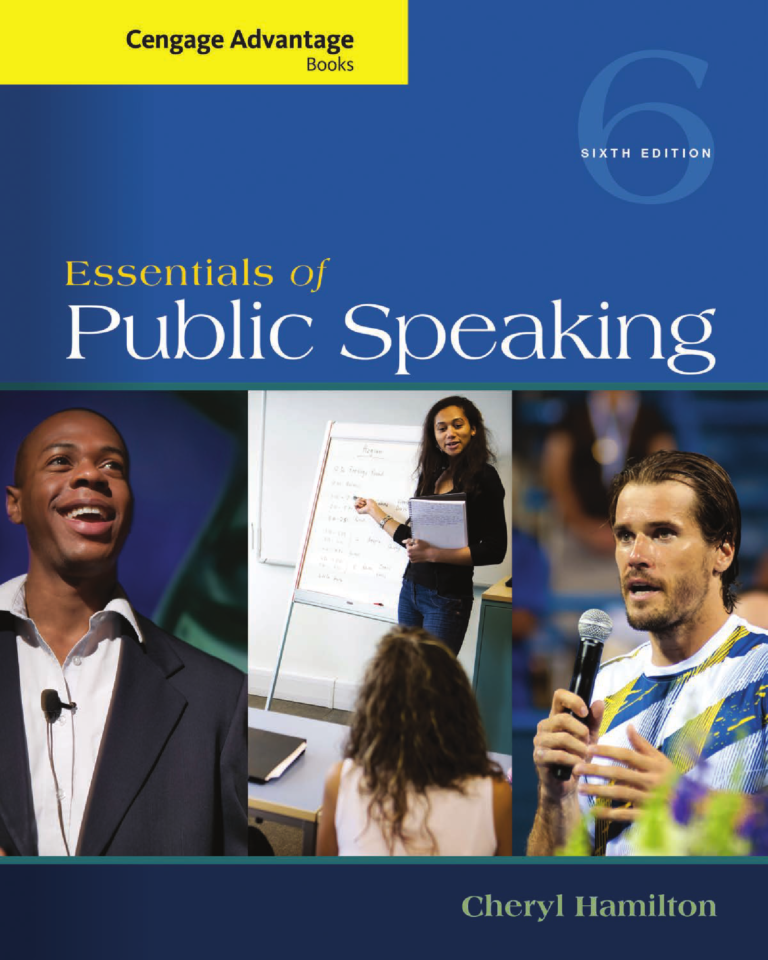 Cengage Advantage
Books
6
SIXTH EDITION
Essentials of
Public Speaking
Cheryl Hamilton